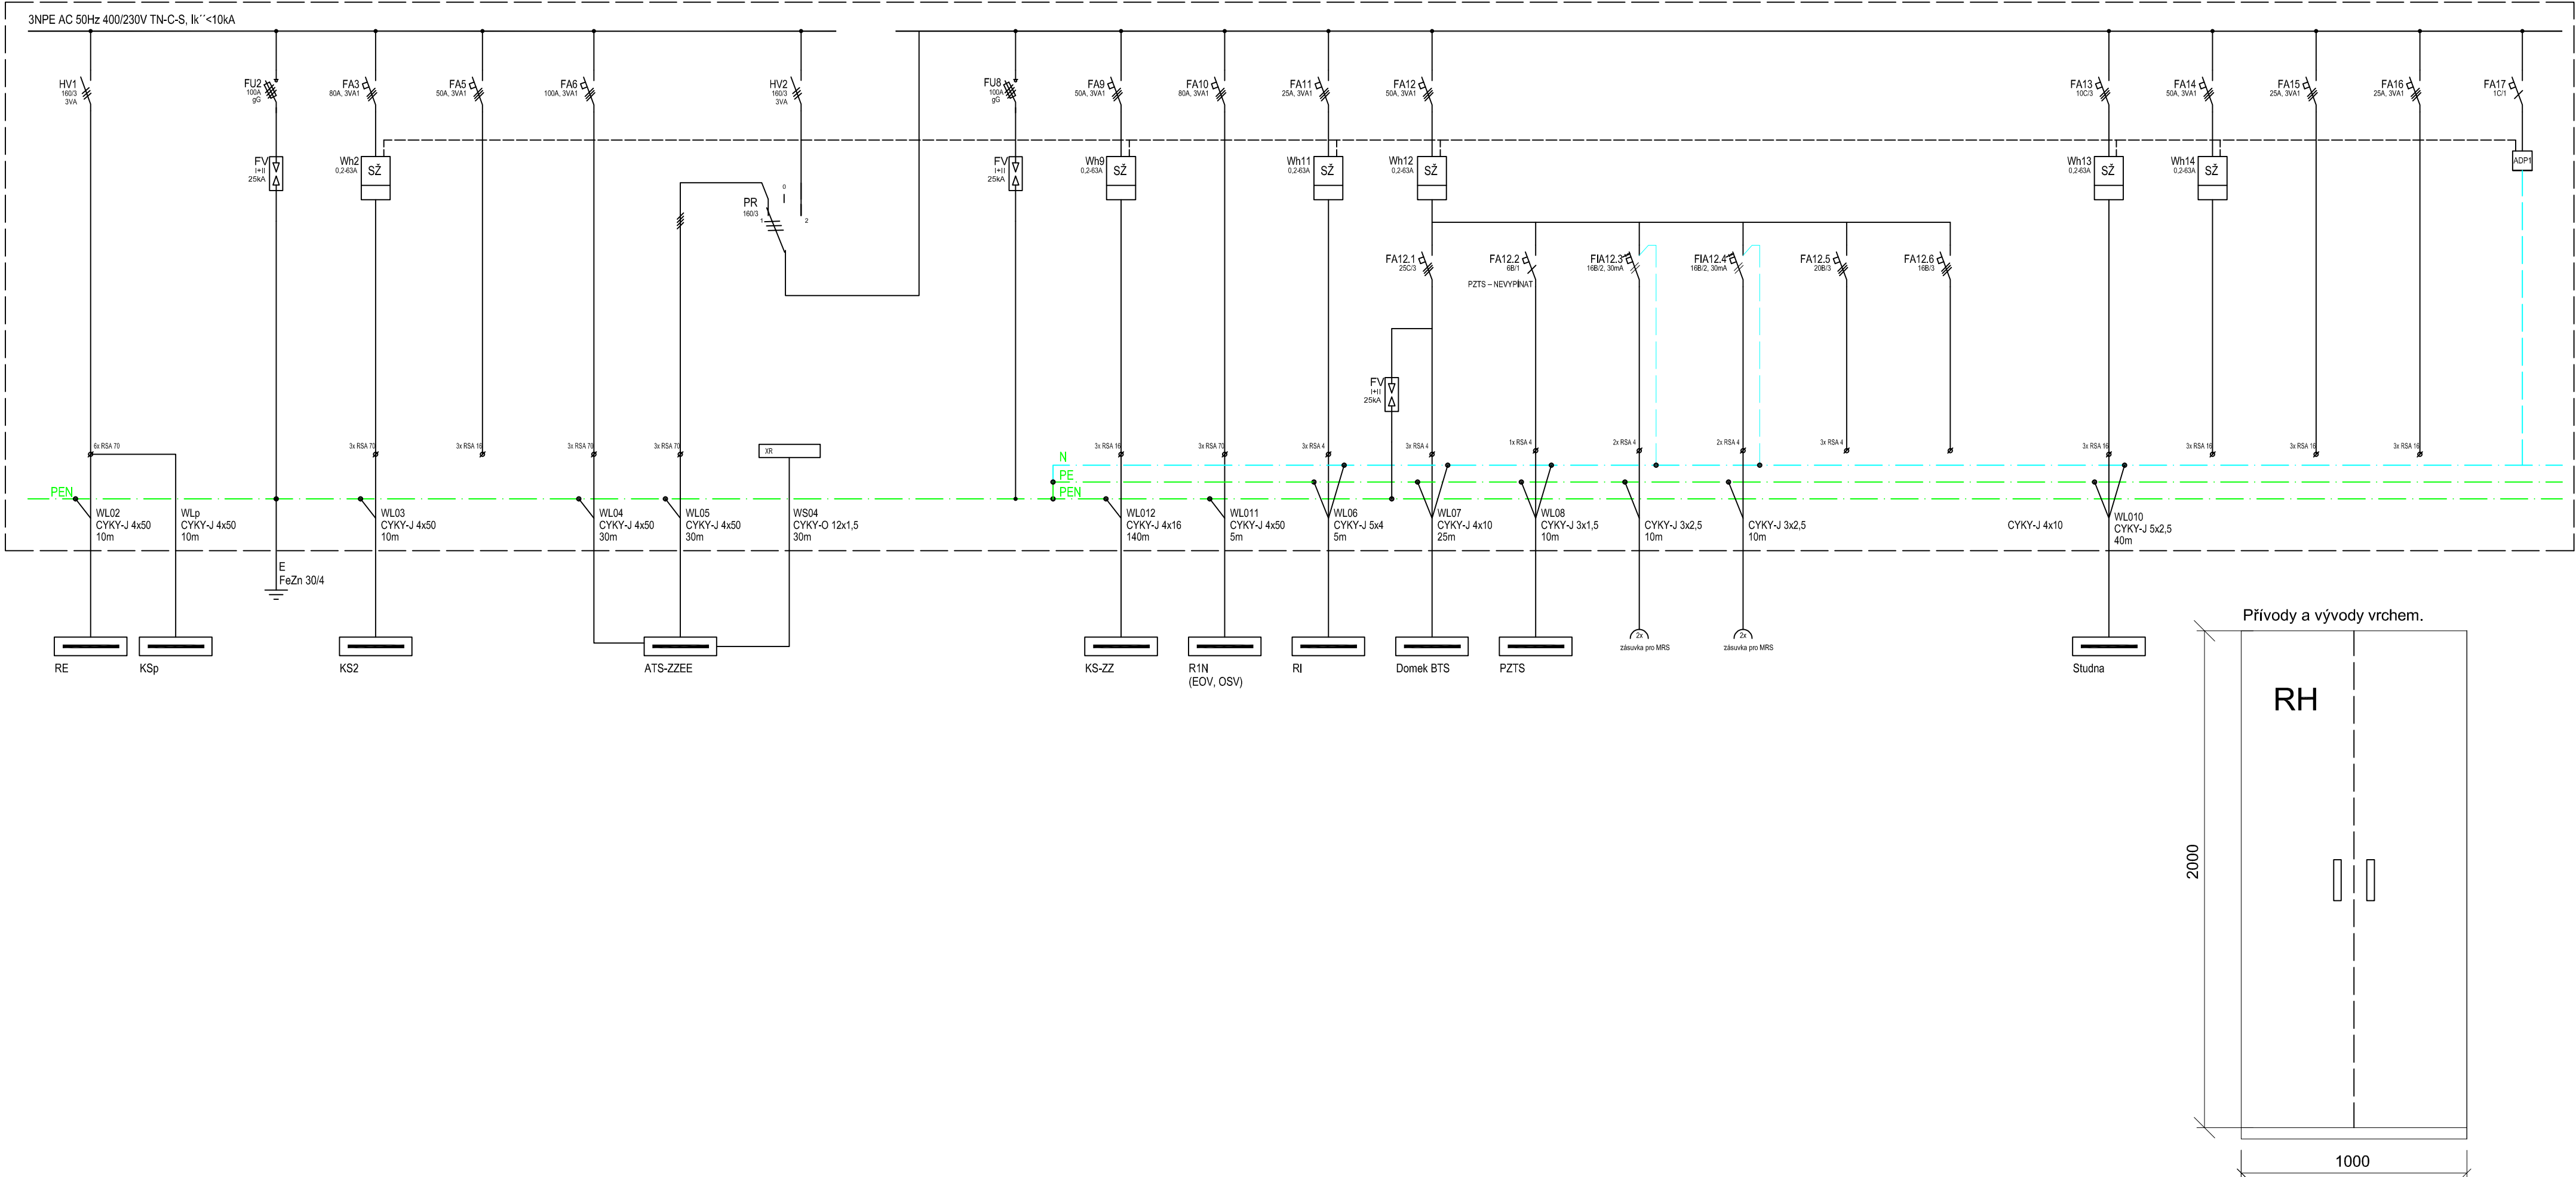 3NPE AC 50Hz 400/230V TN-C-S, Ik´´<10kA
HV1
160/3
3VA
FU2
100A
gG
FA3
80A, 3VA1
FA5
50A, 3VA1
FA6
100A, 3VA1
HV2
160/3
3VA
FU8
100A
gG
FA9
50A, 3VA1
FA10
80A, 3VA1
FA11
25A, 3VA1
FA12
50A, 3VA1
FA13
10C/3
FA14
50A, 3VA1
FA15
25A, 3VA1
FA16
25A, 3VA1
FA17
1C/1
FV
I+II
25kA
Wh2
0,2-63A
SŽ
FV
I+II
25kA
Wh9
0,2-63A
SŽ
Wh11
0,2-63A
SŽ
Wh12
0,2-63A
SŽ
Wh13
0,2-63A
SŽ
Wh14
0,2-63A
SŽ
ADP1
PR
160/3
0
1
2
FA12.1
25C/3
FA12.2
6B/1
PZTS – NEVYPÍNAT
FIA12.3
16B/2, 30mA
FIA12.4
16B/2, 30mA
FA12.5
20B/3
FA12.6
16B/3
FV
I+II
25kA
6x RSA 70
3x RSA 70
3x RSA 16
3x RSA 70
3x RSA 70
XR
3x RSA 16
3x RSA 70
3x RSA 4
3x RSA 4
1x RSA 4
2x RSA 4
2x RSA 4
3x RSA 4
3x RSA 16
3x RSA 16
3x RSA 16
3x RSA 16
N
PE
PEN
PEN
WL02
CYKY-J 4x50
10m
WLp
CYKY-J 4x50
10m
WL03
CYKY-J 4x50
10m
WL04
CYKY-J 4x50
30m
WL05
CYKY-J 4x50
30m
WS04
CYKY-O 12x1,5
30m
WL012
CYKY-J 4x16
140m
WL011
CYKY-J 4x50
5m
WL06
CYKY-J 5x4
5m
WL07
CYKY-J 4x10
25m
WL08
CYKY-J 3x1,5
10m
CYKY-J 3x2,5
10m
CYKY-J 3x2,5
10m
CYKY-J 4x10
WL010
CYKY-J 5x2,5
40m
E
FeZn 30/4
RE
KSp
KS2
ATS-ZZEE
KS-ZZ
R1N
(EOV, OSV)
RI
Domek BTS
PZTS
2x
zásuvka pro MRS
2x
zásuvka pro MRS
Studna
Přívody a vývody vrchem.
RH
2000
1000